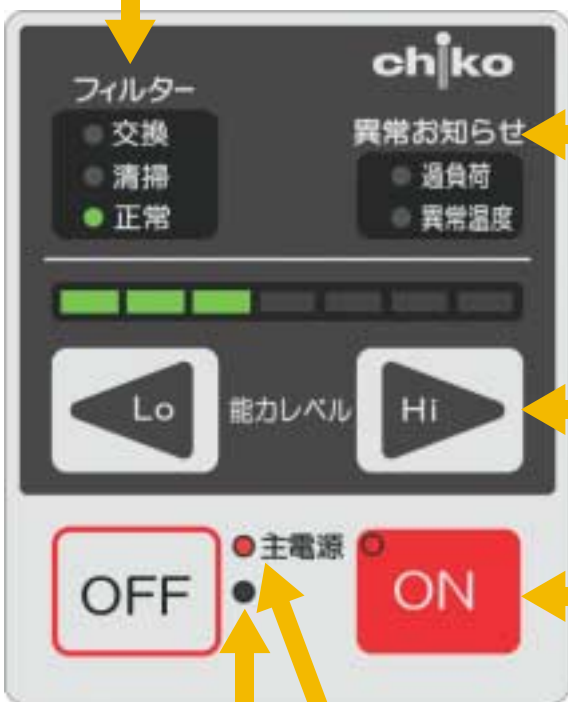 chiko
フィルター
交換
清掃
正常
異常お知らせ
過負荷
異常温度
Lo
能力レベル
Hi
OFF
主電源
ON